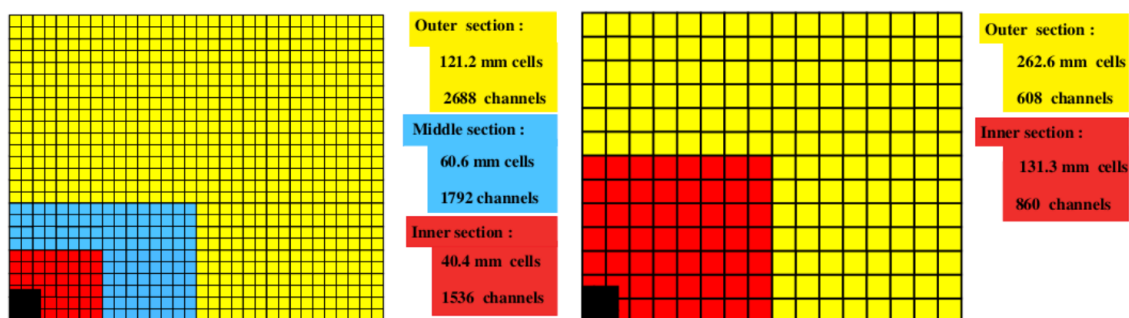 Outer section :
121.2 mm cells
2688 channels
Middle section :
60.6 mm cells
1792 channels
Inner section :
40.4 mm cells
1536 channels
Outer section :
262.6 mm cells
608 channels
Inner section :
131.3 mm cells
860 channels